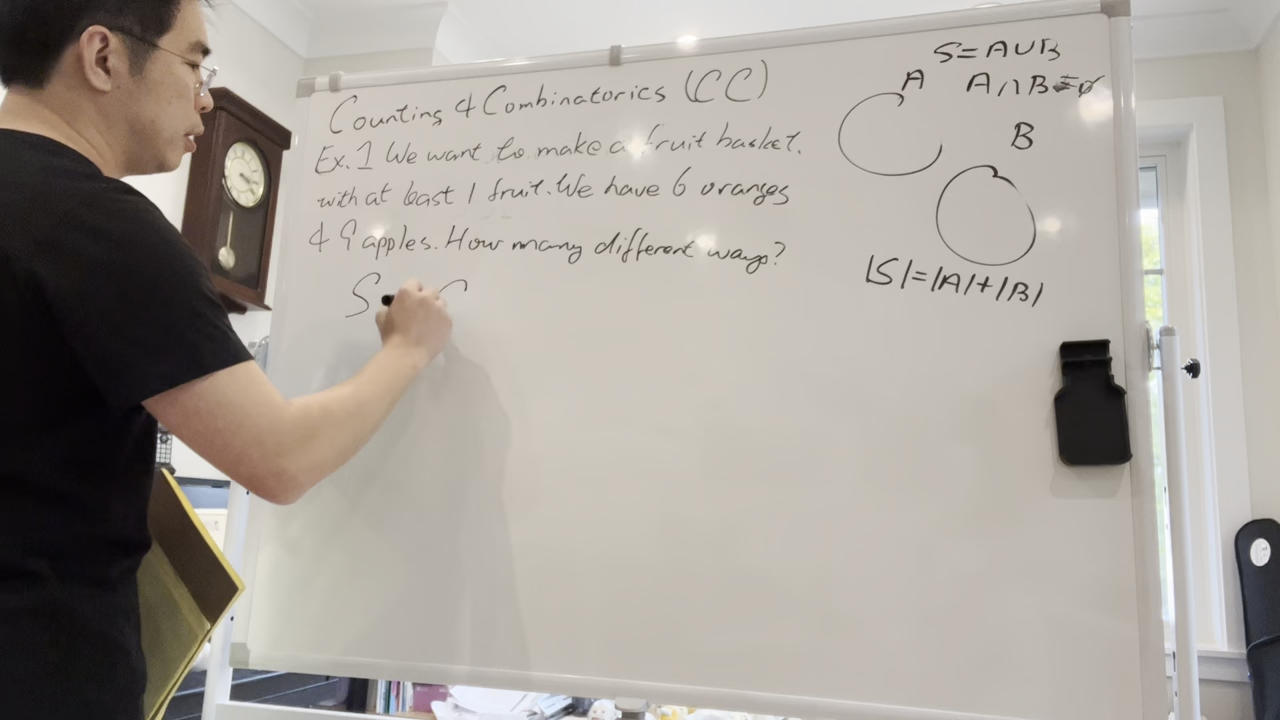 Counting & Combinatorics (CC)
Ex. 1 We want to make a fruit basket.
with at least 1 fruit. We have 6 oranges
& 9 apples. How many different ways?
S
S = A ∪ B
A ∩ B = ∅
A
B
|S| = |A| + |B|